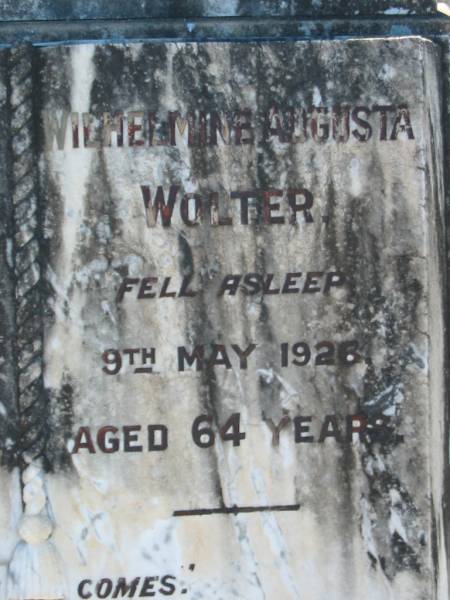 WILHELMINE AUGUSTA
WOLTER.
FELL ASLEEP
9TH MAY 1926.
AGED 64 YEARS.
COMES."